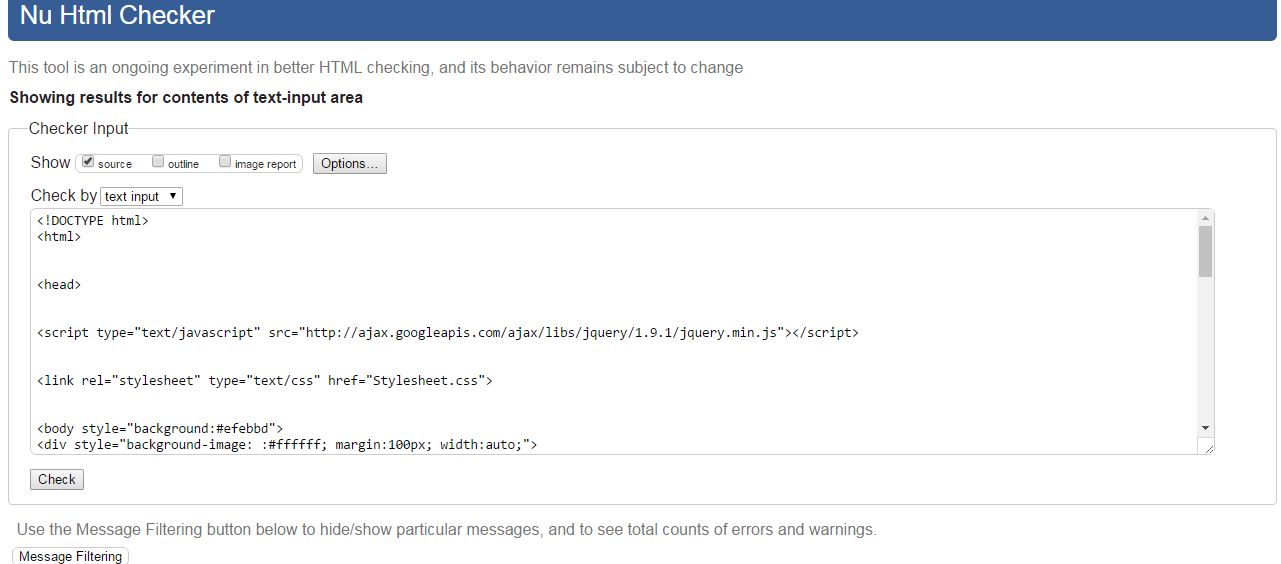 Nu Html Checker
This tool is an ongoing experiment in better HTML checking, and its behavior remains subject to change
Showing results for contents of text-input area
Checker Input
Show source outline image report Options...
Check by text input
<!DOCTYPE html>
<html>
<head>
<script type="text/javascript" src="http://ajax.googleapis.com/ajax/libs/jquery/1.9.1/jquery.min.js"></script>
<link rel="stylesheet" type="text/css" href="Stylesheet.css">
<body style="background:#efebbd">
<div style="background-image: :#ffffff; margin:100px; width:auto;">
Check
Use the Message Filtering button below to hide/show particular messages, and to see total counts of errors and warnings.
Message Filtering